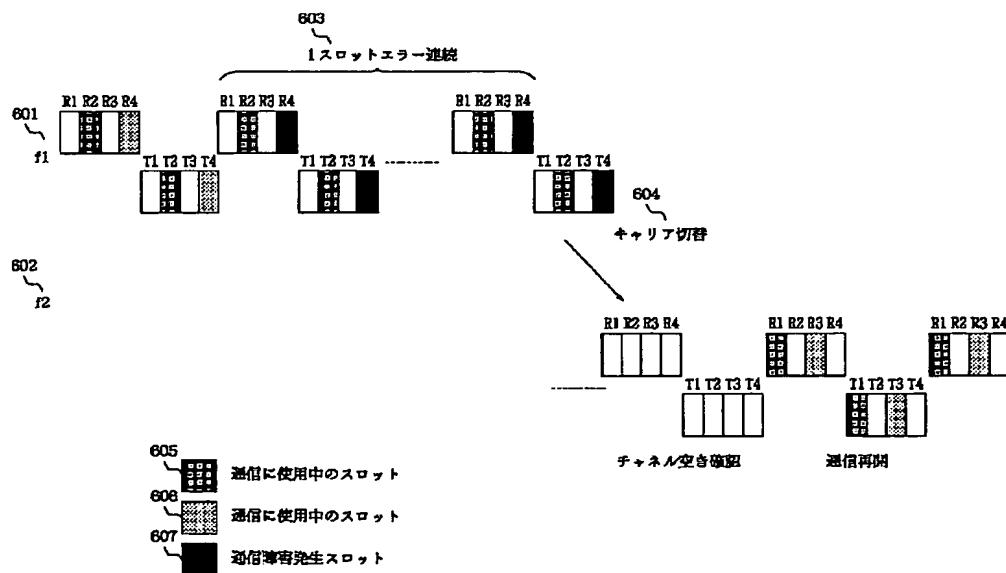 603
1スロットエラー連続
R1 R2 R3 R4 R1 R2 R3 R4 R1 R2 R3 R4
601
f1
T1 T2 T3 T4 T1 T2 T3 T4 T1 T2 T3 T4
604
キャリア切替
602
f2
R1 R2 R3 R4 R1 R2 R3 R4 R1 R2 R3 R4
T1 T2 T3 T4 T1 T2 T3 T4
チャネル空き確認 通信再開
605
通信に使用中のスロット
606
通信に使用中のスロット
607
通信障害発生スロット